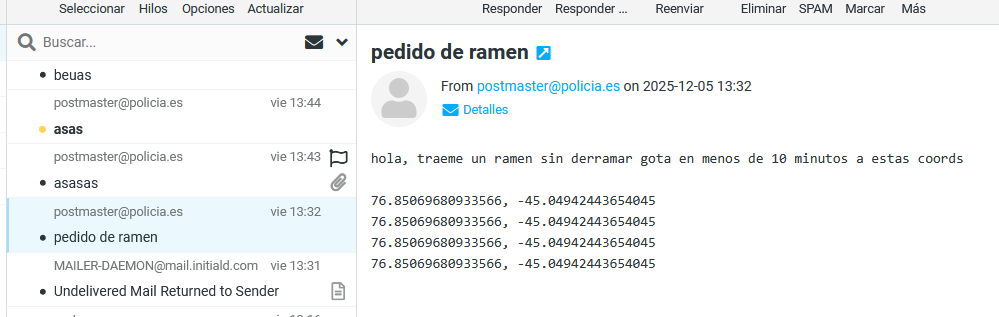 Seleccionar Hilos Opciones Actualizar
Responder Responder ... Reenviar Eliminar SPAM Marcar Más
Buscar...
beuas
postmaster@policia.es vie 13:44
asas
postmaster@policia.es vie 13:43
asasas
postmaster@policia.es vie 13:32
pedido de ramen
MAILER-DAEMON@mail.initiald.com vie 13:31
Undelivered Mail Returned to Sender
pedido de ramen
From postmaster@policia.es on 2025-12-05 13:32
Detalles
hola, traeme un ramen sin derramar gota en menos de 10 minutos a estas coords
76.85069680933566, -45.04942443654045
76.85069680933566, -45.04942443654045
76.85069680933566, -45.04942443654045
76.85069680933566, -45.04942443654045